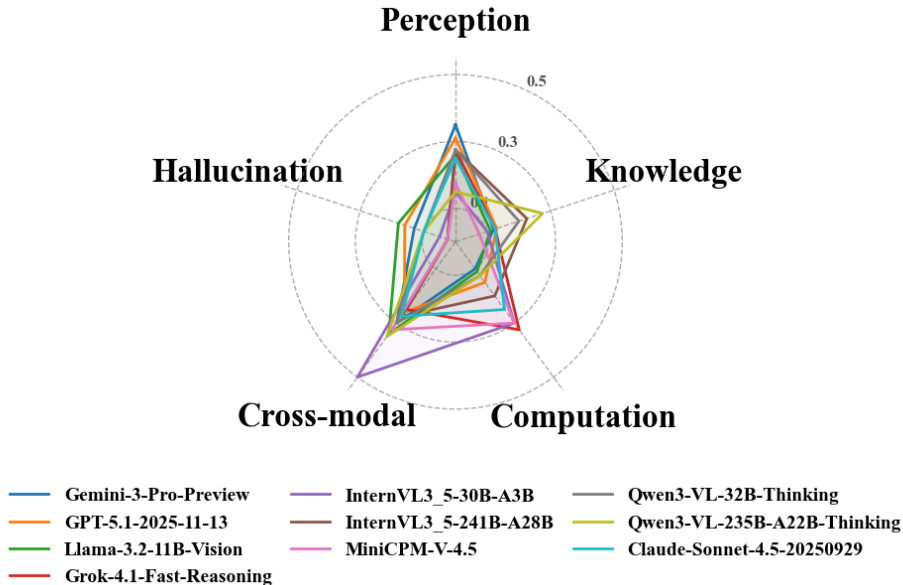 Perception
0.5
0.3
Hallucination
Knowledge
Cross-modal
Computation
Gemini-3-Pro-Preview
GPT-5.1-2025-11-13
Llama-3.2-11B-Vision
Grok-4.1-Fast-Reasoning
InternVL3_5-30B-A3B
InternVL3_5-241B-A28B
MiniCPM-V-4.5
Qwen3-VL-32B-Thinking
Qwen3-VL-235B-A22B-Thinking
Claude-Sonnet-4.5-20250929